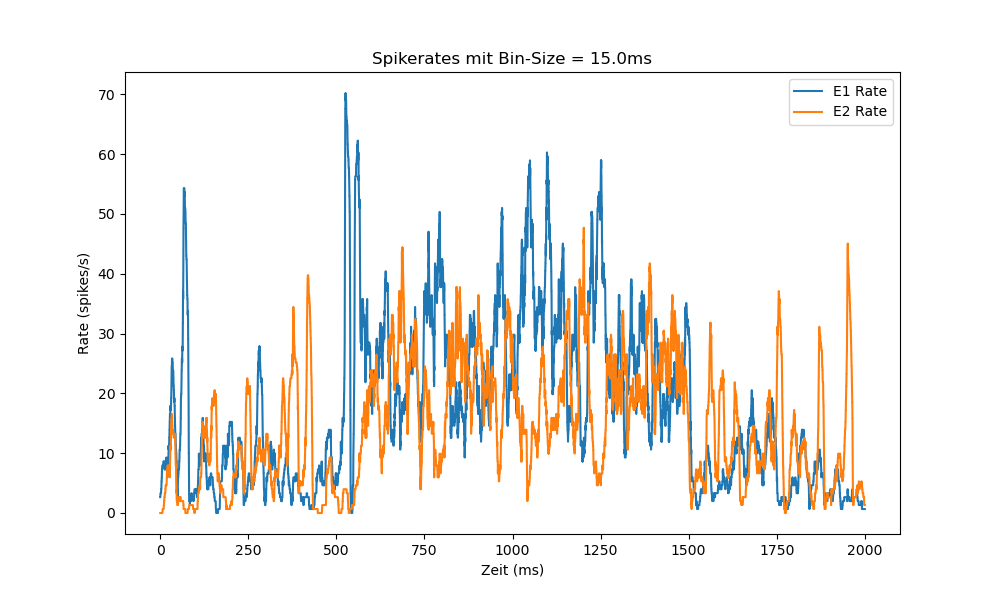 Spikerates mit Bin-Size = 15.0ms
E1 Rate
E2 Rate
Rate (spikes/s)
70
60
50
40
30
20
10
0
0 250 500 750 1000 1250 1500 1750 2000
Zeit (ms)